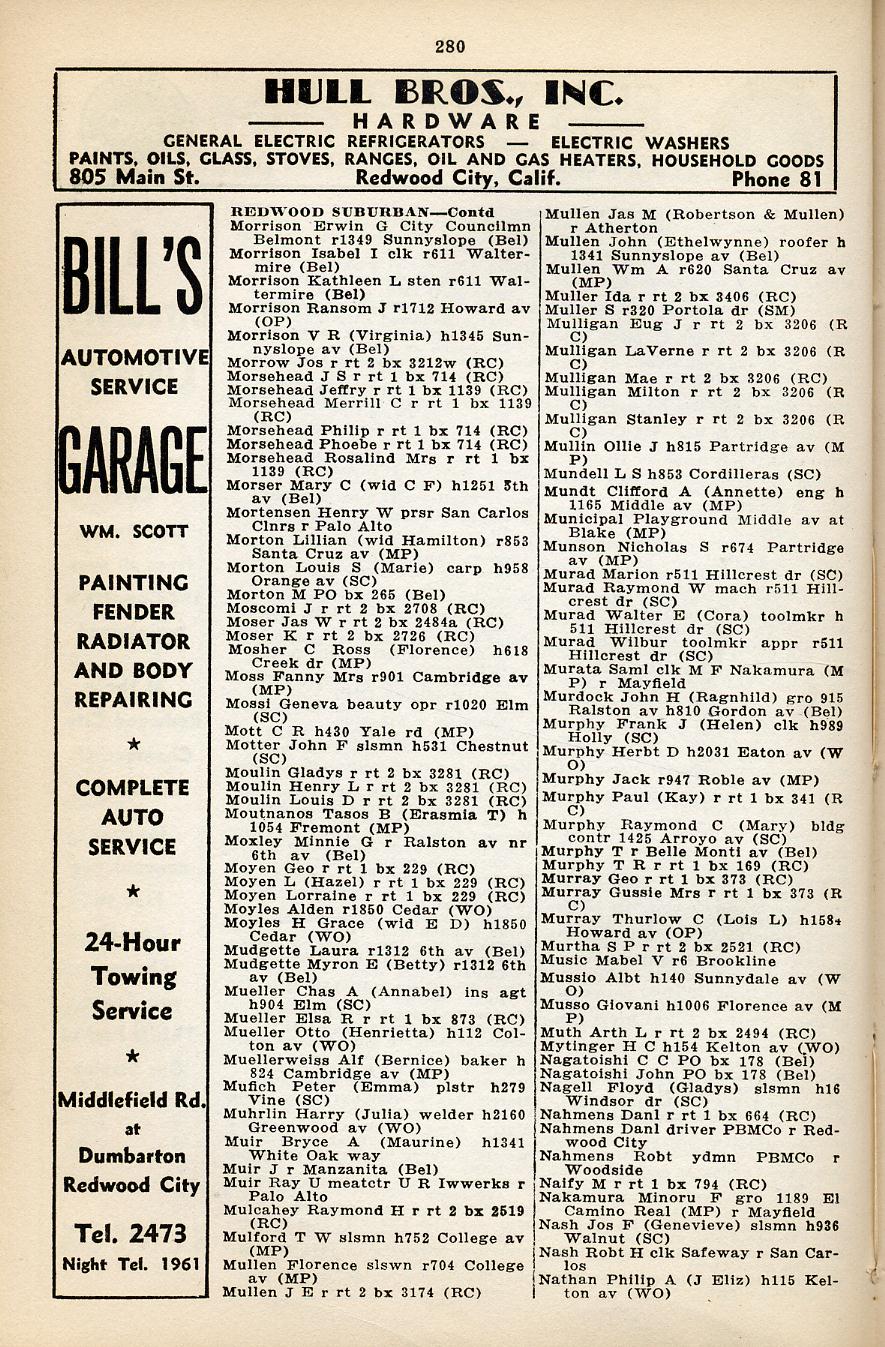 280
HULL BROS., INC.
HARDWARE
GENERAL ELECTRIC REFRIGERATORS — ELECTRIC WASHERS
PAINTS, OILS, GLASS, STOVES, RANGES, OIL AND GAS HEATERS, HOUSEHOLD GOODS
805 Main St. Redwood City, Calif. Phone 81
BILL'S
AUTOMOTIVE
SERVICE
GARAGE
WM. SCOTT
PAINTING
FENDER
RADIATOR
AND BODY
REPAIRING
★
COMPLETE
AUTO
SERVICE
★
24-Hour
Towing
Service
★
Middlefield Rd.
at
Dumbarton
Redwood City
Tel. 2473
Night Tel. 1961
REDWOOD SUBURBAN—Contd
Morrison Erwin G City Councilmn
Belmont r1349 Sunnyslope (Bel)
Morrison Isabel I clk r611 Walter-
mire (Bel)
Morrison Kathleen L sten r611 Wal-
termire (Bel)
Morrison Ransom J r1712 Howard av
(OP)
Morrison V R (Virginia) h1345 Sun-
nyslope av (Bel)
Morrow Jos r rt 2 bx 3212w (RC)
Morsehead J S r rt 1 bx 714 (RC)
Morsehead Jeffry r rt 1 bx 1139 (RC)
Morsehead Merrill C r rt 1 bx 1139
(RC)
Morsehead Philip r rt 1 bx 714 (RC)
Morsehead Phoebe r rt 1 bx 714 (RC)
Morsehead Rosalind Mrs r rt 1 bx
1139 (RC)
Morser Mary C (wid C F) h1251 5th
av (Bel)
Mortensen Henry W prsr San Carlos
Clnrs r Palo Alto
Morton Lillian (wid Hamilton) r853
Santa Cruz av (MP)
Morton Louis S (Marie) carp h958
Orange av (SC)
Morton M PO bx 265 (Bel)
Moscomi J r rt 2 bx 2708 (RC)
Moser Jas W r rt 2 bx 2484a (RC)
Moser K r rt 2 bx 2726 (RC)
Mosher C Ross (Florence) h618
Creek dr (MP)
Moss Fanny Mrs r901 Cambridge av
(MP)
Mossi Geneva beauty opr r1020 Elm
(SC)
Mott C R h430 Yale rd (MP)
Motter John F slsmn h531 Chestnut
(SC)
Moulin Gladys r rt 2 bx 3281 (RC)
Moulin Henry L r rt 2 bx 3281 (RC)
Moulin Louis D r rt 2 bx 3281 (RC)
Moutnanos Tasos B (Erasmia T) h
1054 Fremont (MP)
Moxley Minnie G r Ralston av nr
6th av (Bel)
Moyen Geo r rt 1 bx 229 (RC)
Moyen L (Hazel) r rt 1 bx 229 (RC)
Moyen Lorraine r rt 1 bx 229 (RC)
Moyles Alden r1850 Cedar (WO)
Moyles H Grace (wid E D) h1850
Cedar (WO)
Mudgette Laura r1312 6th av (Bel)
Mudgette Myron E (Betty) r1312 6th
av (Bel)
Mueller Chas A (Annabel) ins agt
h904 Elm (SC)
Mueller Elsa R r rt 1 bx 873 (RC)
Mueller Otto (Henrietta) h112 Col-
ton av (WO)
Muellerweiss Alf (Bernice) baker h
824 Cambridge av (MP)
Mufich Peter (Emma) plstr h279
Vine (SC)
Muhrlin Harry (Julia) welder h2160
Greenwood av (WO)
Muir Bryce A (Maurine) h1341
White Oak way
Muir J r Manzanita (Bel)
Muir Ray U meatctr U R Iwwerks r
Palo Alto
Mulcahey Raymond H r rt 2 bx 2519
(RC)
Mulford T W slsmn h752 College av
(MP)
Mullen Florence slswn r704 College
av (MP)
Mullen J E r rt 2 bx 3174 (RC)
Mullen Jas M (Robertson & Mullen)
r Atherton
Mullen John (Ethelwynne) roofer h
1341 Sunnyslope av (Bel)
Mullen Wm A r620 Santa Cruz av
(MP)
Muller Ida r rt 2 bx 3406 (RC)
Muller S r320 Portola dr (SM)
Mulligan Eug J r rt 2 bx 3206 (R
C)
Mulligan LaVerne r rt 2 bx 3206 (R
C)
Mulligan Mae r rt 2 bx 3206 (RC)
Mulligan Milton r rt 2 bx 3206 (R
C)
Mulligan Stanley r rt 2 bx 3206 (R
C)
Mullin Ollie J h815 Partridge av (M
P)
Mundell L S h853 Cordilleras (SC)
Mundt Clifford A (Annette) eng h
1165 Middle av (MP)
Municipal Playground Middle av at
Blake (MP)
Munson Nicholas S r674 Partridge
av (MP)
Murad Marion r511 Hillcrest dr (SC)
Murad Raymond W mach r511 Hill-
crest dr (SC)
Murad Walter E (Cora) toolmkr h
511 Hillcrest dr (SC)
Murad Wilbur toolmkr appr r511
Hillcrest dr (SC)
Murata Saml clk M F Nakamura (M
P) r Mayfield
Murdock John H (Ragnhild) gro 915
Ralston av h810 Gordon av (Bel)
Murphy Frank J (Helen) clk h989
Holly (SC)
Murphy Herbt D h2031 Eaton av (W
O)
Murphy Jack r947 Roble av (MP)
Murphy Paul (Kay) r rt 1 bx 341 (R
C)
Murphy Raymond C (Mary) bldg
contr 1425 Arroyo av (SC)
Murphy T r Belle Monti av (Bel)
Murphy T R r rt 1 bx 169 (RC)
Murray Geo r rt 1 bx 373 (RC)
Murray Gussie Mrs r rt 1 bx 373 (R
C)
Murray Thurlow C (Lois L) h1584
Howard av (OP)
Murtha S P r rt 2 bx 2521 (RC)
Music Mabel V r6 Brookline
Mussio Albt h140 Sunnydale av (W
O)
Musso Giovani h1006 Florence av (M
P)
Muth Arth L r rt 2 bx 2494 (RC)
Mytinger H C h154 Kelton av (WO)
Nagatoishi C C PO bx 178 (Bel)
Nagatoishi John PO bx 178 (Bel)
Nagell Floyd (Gladys) slsmn h16
Windsor dr (SC)
Nahmens Danl r rt 1 bx 664 (RC)
Nahmens Danl driver PBMCo r Red-
wood City
Nahmens Robt ydmn PBMCo r
Woodside
Naify M r rt 1 bx 794 (RC)
Nakamura Minoru F gro 1189 El
Camino Real (MP) r Mayfield
Nash Jos F (Genevieve) slsmn h936
Walnut (SC)
Nash Robt H clk Safeway r San Car-
los
Nathan Philip A (J Eliz) h115 Kel-
ton av (WO)